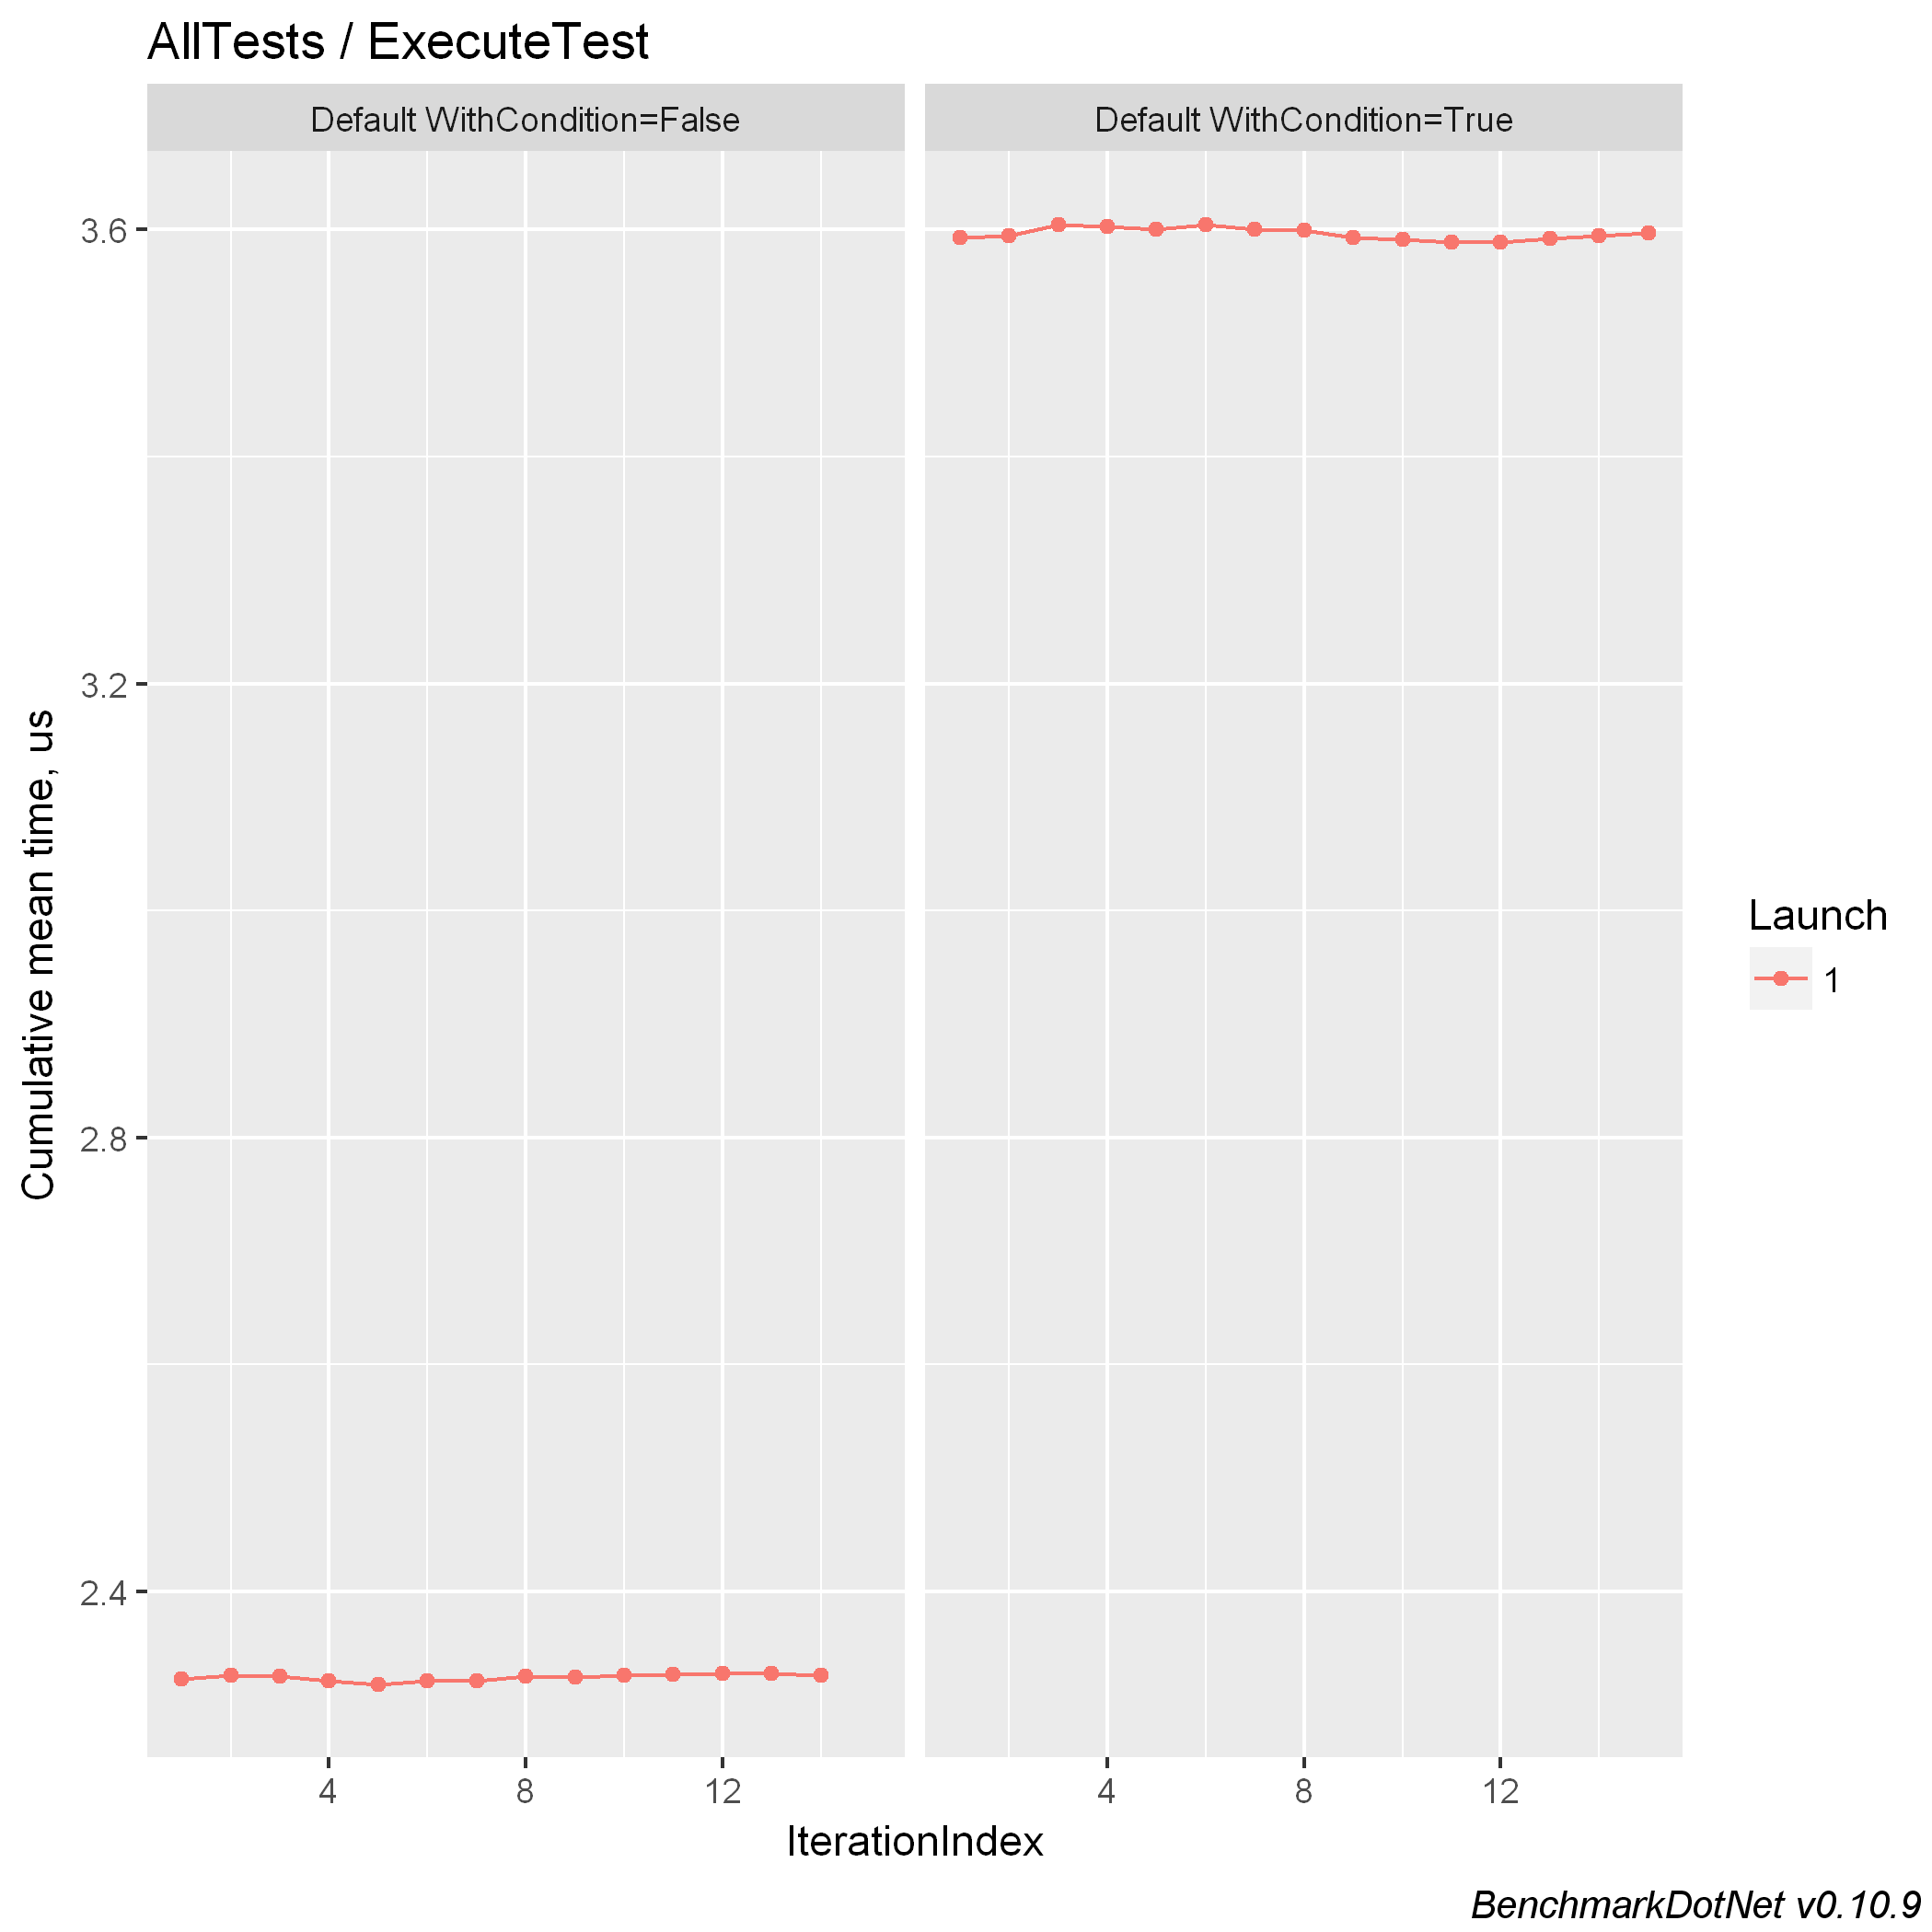 AllTests / ExecuteTest
Default WithCondition=False
Default WithCondition=True
3.6
3.2
2.8
2.4
Cumulative mean time, us
4
8
12
4
8
12
IterationIndex
Launch
1
BenchmarkDotNet v0.10.9